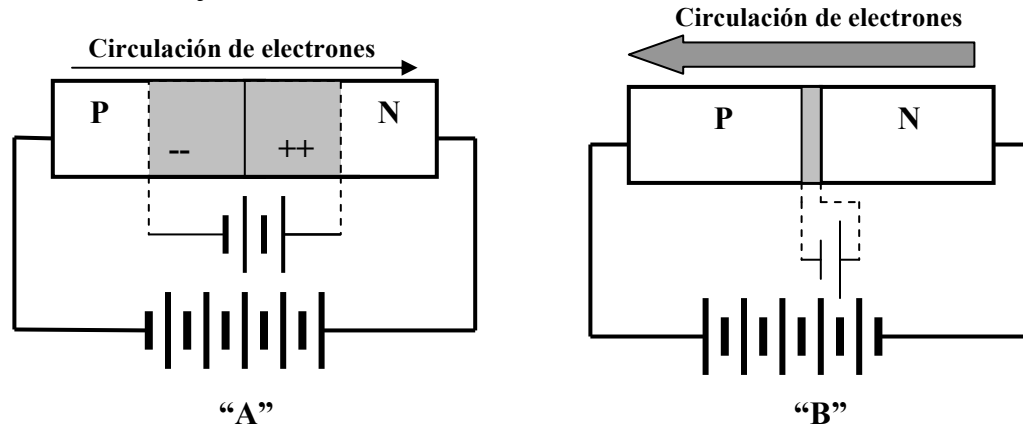 Circulación de electrones
P
N
--
++
“A”
Circulación de electrones
P
N
“B”